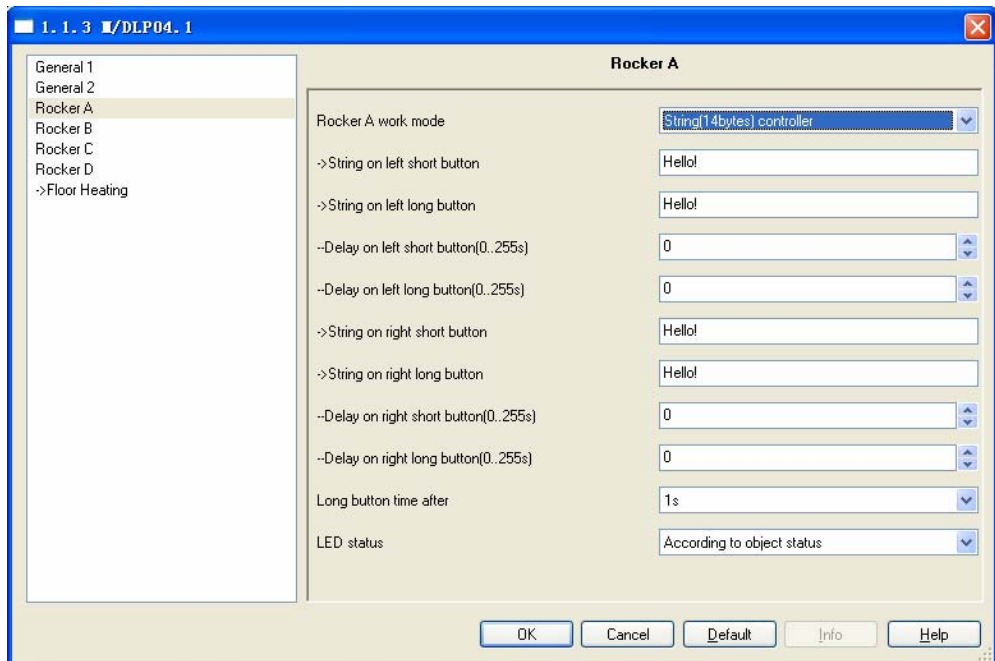 1.1.3 M/DLP04.1
General 1
General 2
Rocker A
Rocker B
Rocker C
Rocker D
->Floor Heating
Rocker A
Rocker A work mode String(14bytes) controller
->String on left short button Hello!
->String on left long button Hello!
--Delay on left short button(0..255s) 0
--Delay on left long button(0..255s) 0
->String on right short button Hello!
->String on right long button Hello!
--Delay on right short button(0..255s) 0
--Delay on right long button(0..255s) 0
Long button time after 1s
LED status According to object status
OK Cancel Default Info Help